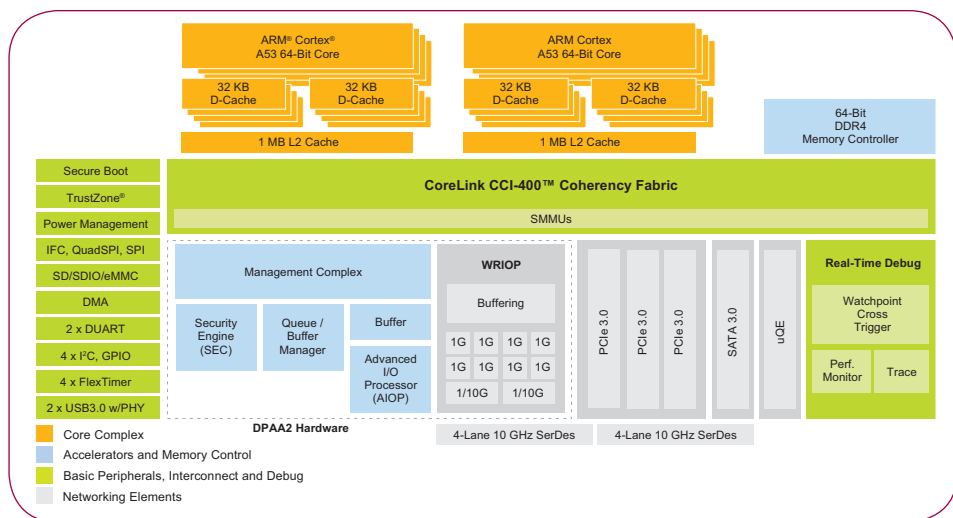 ARM® Cortex®
A53 64-Bit Core
32 KB
D-Cache
32 KB
D-Cache
1 MB L2 Cache
ARM Cortex
A53 64-Bit Core
32 KB
D-Cache
32 KB
D-Cache
1 MB L2 Cache
64-Bit
DDR4
Memory Controller
Secure Boot
TrustZone®
Power Management
IFC, QuadSPI, SPI
SD/SDIO/eMMC
DMA
2 x DUART
4 x I²C, GPIO
4 x FlexTimer
2 x USB3.0 w/PHY
CoreLink CCI-400™ Coherency Fabric
SMMUs
Management Complex
Security
Engine
(SEC)
Queue /
Buffer
Manager
Buffer
Advanced
I/O
Processor
(AIOP)
DPAA2 Hardware
WRIOP
Buffering
1G 1G 1G 1G
1G 1G 1G 1G
1/10G 1/10G
PCIe 3.0
PCIe 3.0
PCIe 3.0
SATA 3.0
uQE
Real-Time Debug
Watchpoint
Cross
Trigger
Perf.
Monitor
Trace
4-Lane 10 GHz SerDes
4-Lane 10 GHz SerDes
Core Complex
Accelerators and Memory Control
Basic Peripherals, Interconnect and Debug
Networking Elements